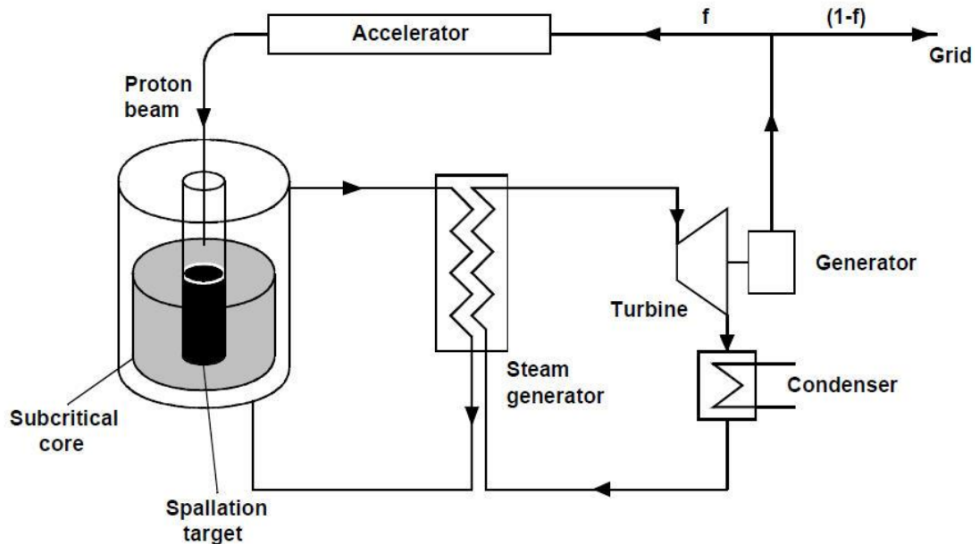 f
(1-f)
Accelerator
Grid
Proton
beam
Generator
Turbine
Steam
generator
Condenser
Subcritical
core
Spallation
target